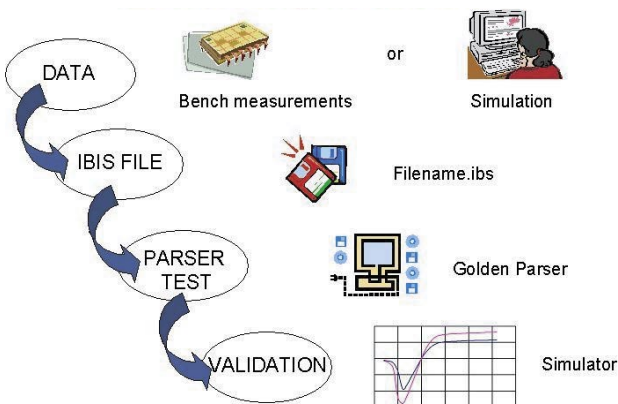 DATA
Bench measurements
or
Simulation
IBIS FILE
Filename.ibs
PARSER
TEST
Golden Parser
VALIDATION
Simulator